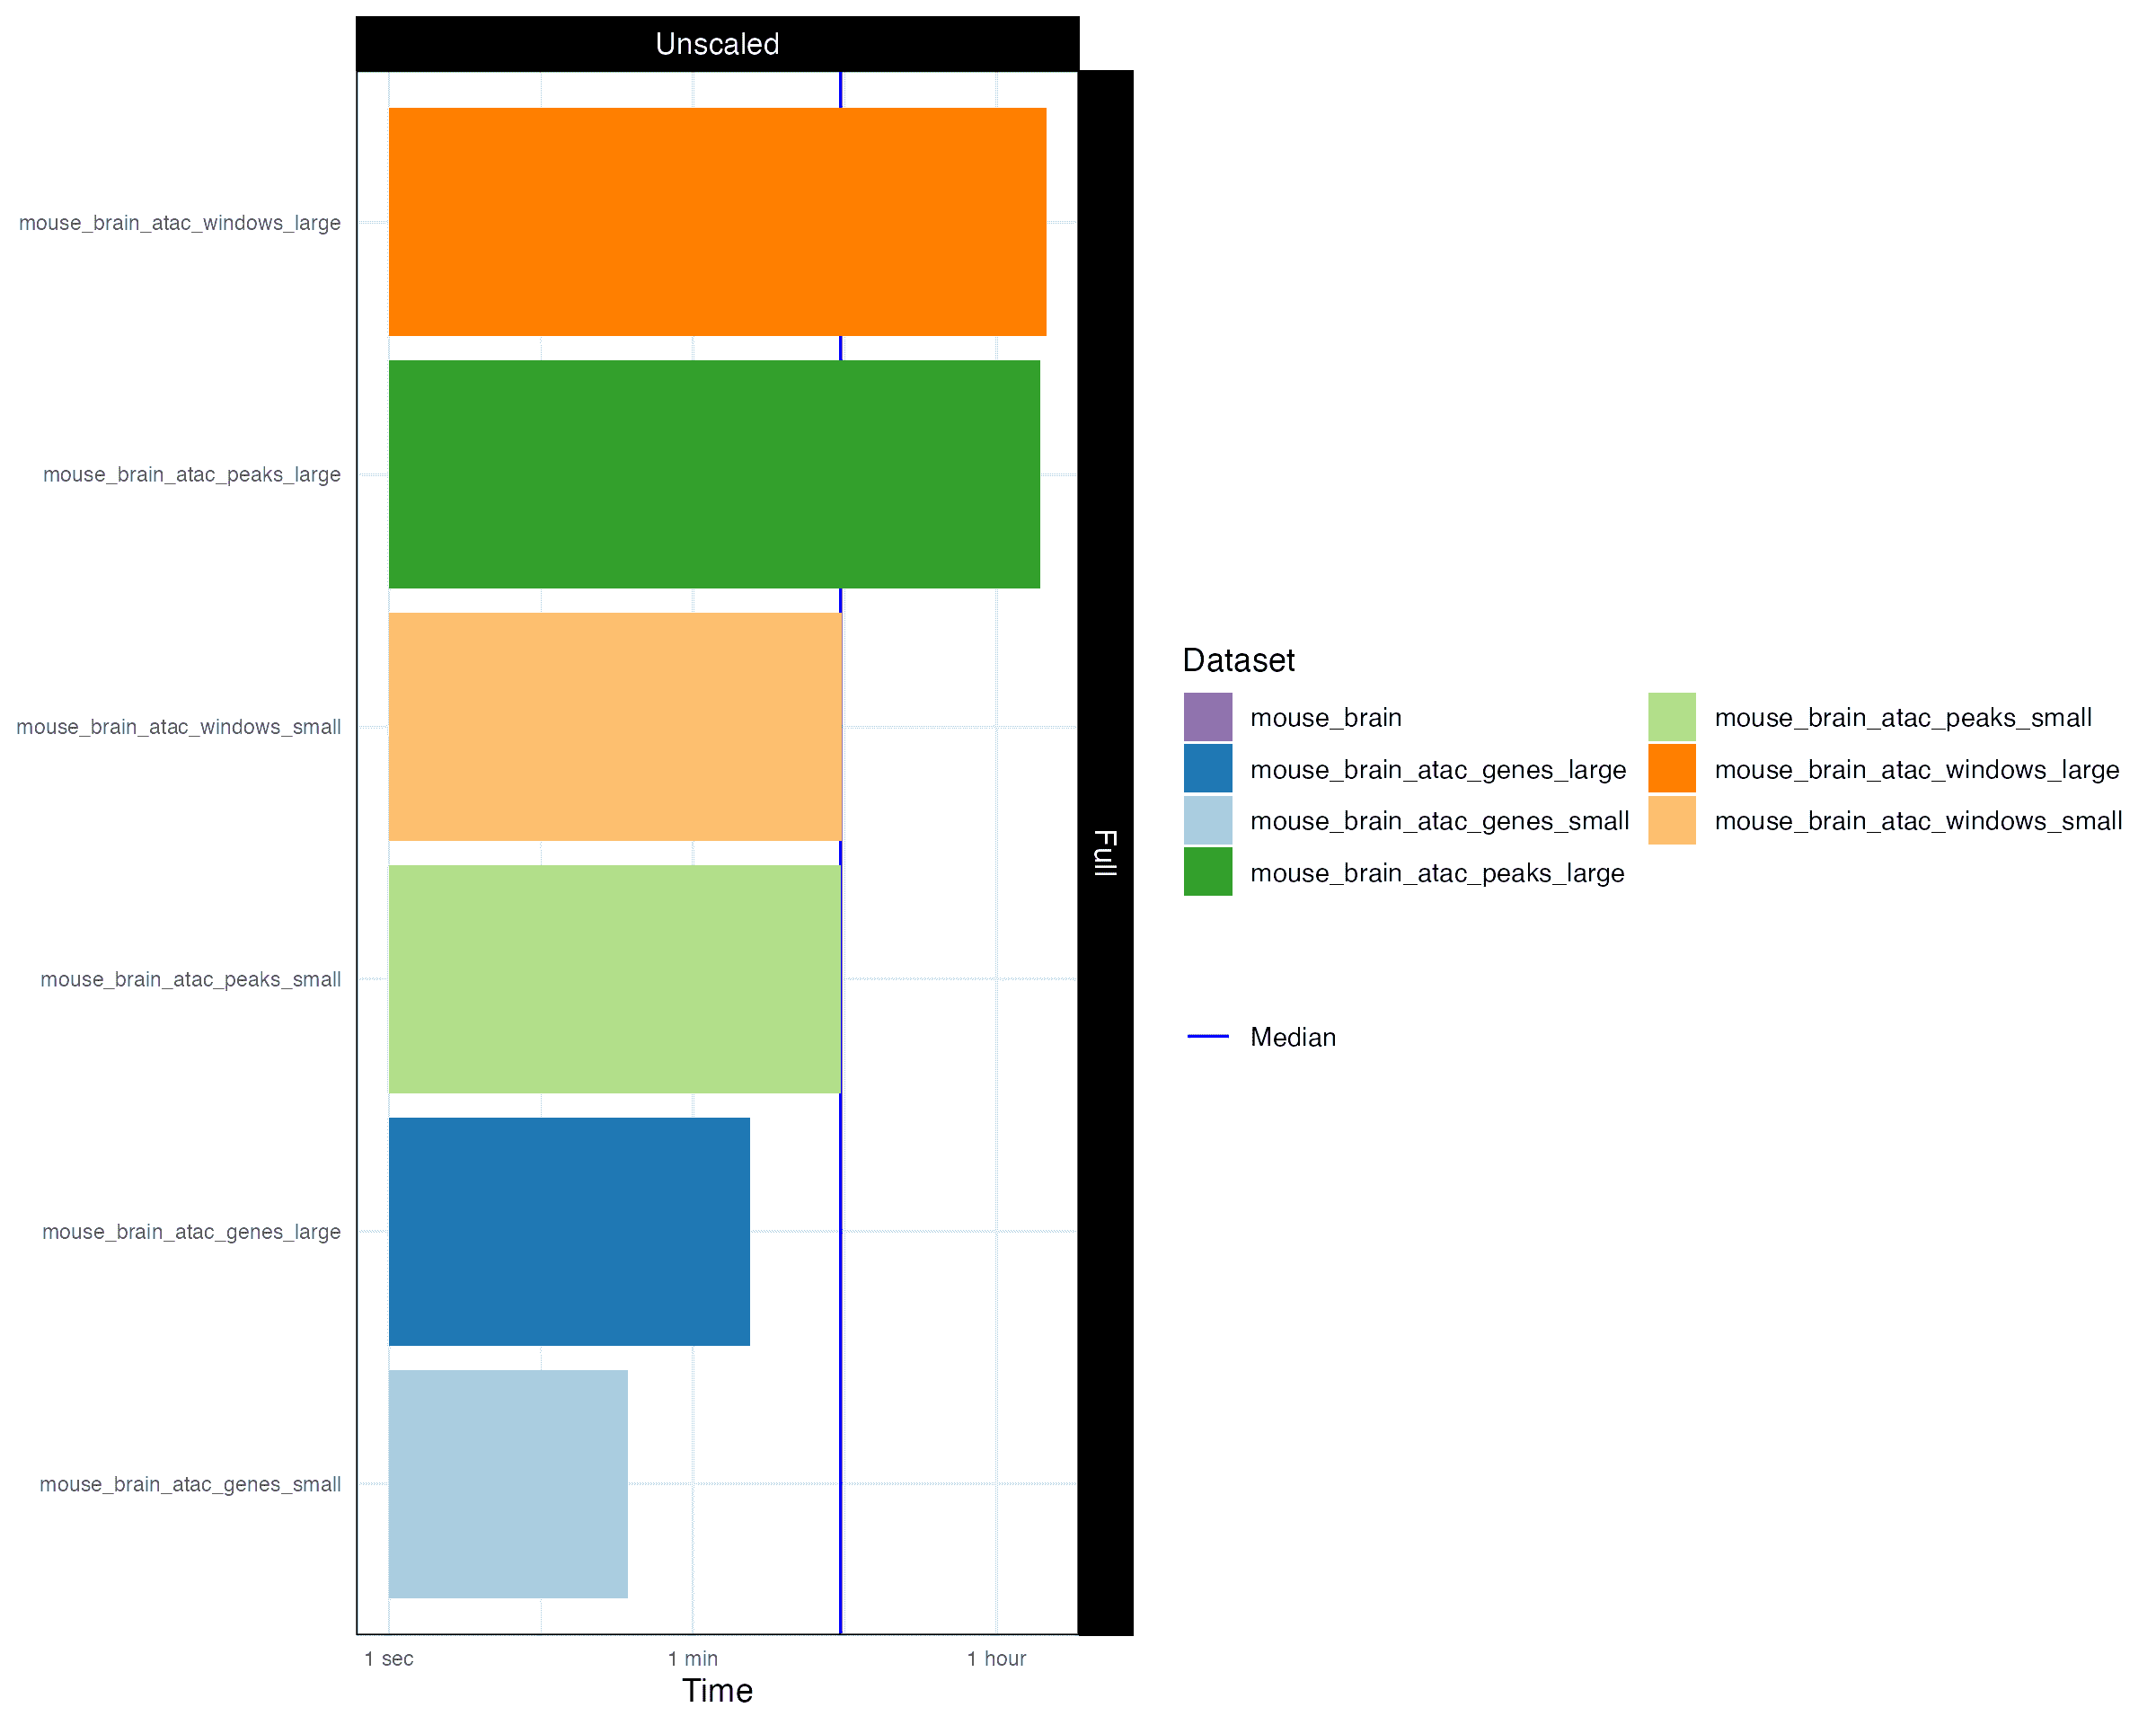 Unscaled
mouse_brain_atac_windows_large
mouse_brain_atac_peaks_large
mouse_brain_atac_windows_small
mouse_brain_atac_peaks_small
mouse_brain_atac_genes_large
mouse_brain_atac_genes_small
1 sec
1 min
1 hour
Time
Full
Dataset
mouse_brain
mouse_brain_atac_genes_large
mouse_brain_atac_genes_small
mouse_brain_atac_peaks_large
mouse_brain_atac_peaks_small
mouse_brain_atac_windows_large
mouse_brain_atac_windows_small
Median